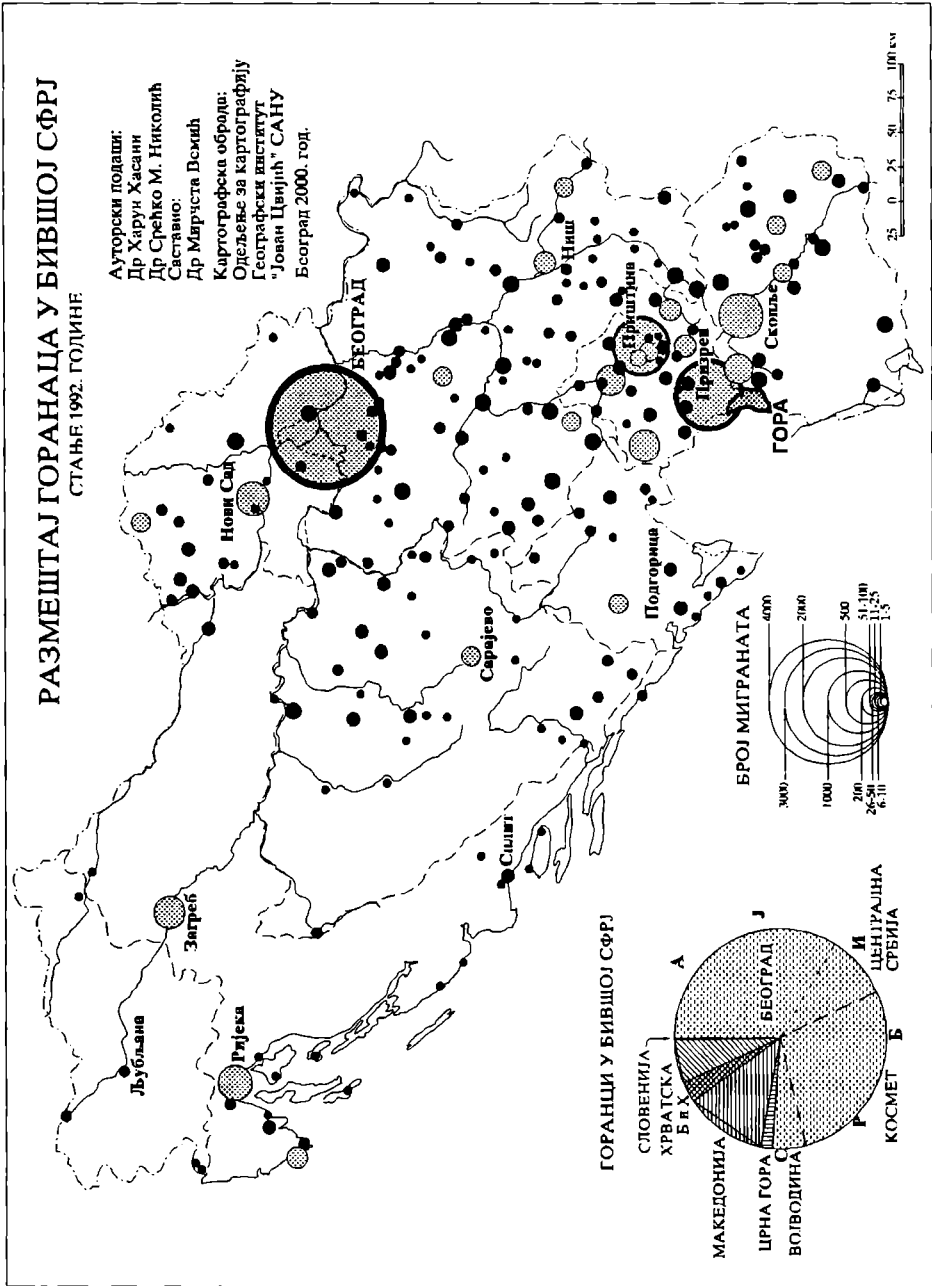 РАЗМЕШТАЈ ГОРАНАЦА У БИВШОЈ СФРЈ
СТАЊЕ 1992. ГОДИНЕ
Ауторски подаци:
Др Харун Хасани
Др Срећко М. Николић
Саставио:
Др Мирчета Вемић
Картографска обрада:
Одељење за картографију
Географски институт
"Јован Цвијић" САНУ
Београд 2000. год.
Љубљана
Загреб
Ријека
Нови Сад
БЕОГРАД
Сарајево
Сплит
Ниш
Подгорица
Приштина
Призрен
ГОРА
Скопље
ГОРАНЦИ У БИВШОЈ СФРЈ
СЛОВЕНИЈА
ХРВАТСКА
БиХ
МАКЕДОНИЈА
ЦРНА ГОРА
ВОЈВОДИНА
КОСМЕТ
ЦЕНТРАЛНА
СРБИЈА
БЕОГРАД
С Р Б И Ј А
БРОЈ МИГРАНАТА
4000
3000
2000
1000
500
200
51-100
26-50
11-25
6-10
1-5
25 0 25 50 75 100 км